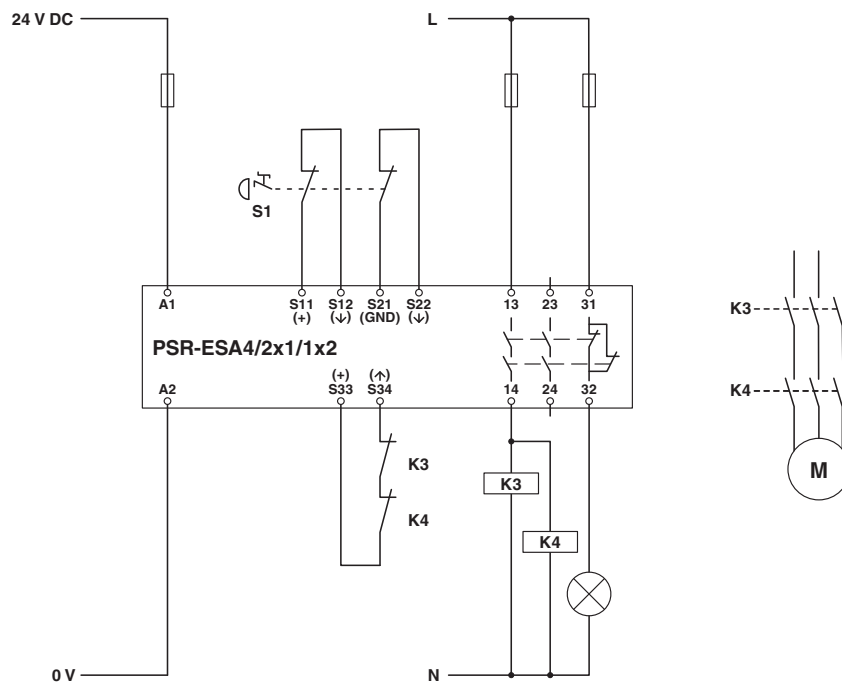 24 V DC
L
S1
A1
S11
(+)
S12
(↓)
S21
(GND)
S22
(↓)
13
23
31
PSR-ESA4/2x1/1x2
A2
(+)
S33
(↑)
S34
14
24
32
K3
K4
K3
K4
K3
K4
M
0 V
N